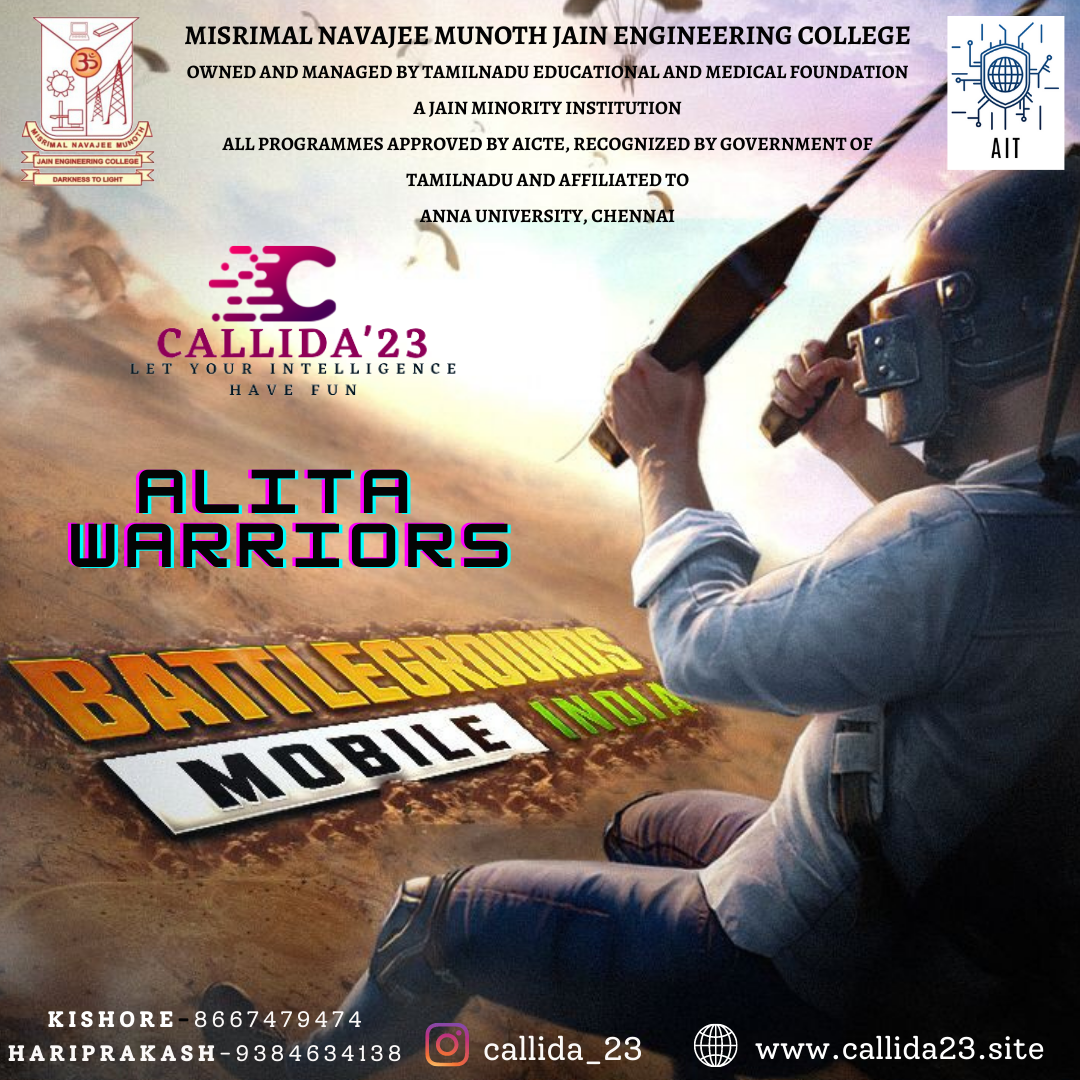 MISRIMAL NAVAJEE MUNOTH JAIN ENGINEERING COLLEGE
OWNED AND MANAGED BY TAMILNADU EDUCATIONAL AND MEDICAL FOUNDATION
A JAIN MINORITY INSTITUTION
ALL PROGRAMMES APPROVED BY AICTE, RECOGNIZED BY GOVERNMENT OF
TAMILNADU AND AFFILIATED TO
ANNA UNIVERSITY, CHENNAI
ॐ
MISRIMAL NAVAJEE MUNOTH
JAIN ENGINEERING COLLEGE
DARKNESS TO LIGHT
AIT
C
CALLIDA'23
LET YOUR INTELLIGENCE
HAVE FUN
ALITA
WARRIORS
BATTLEGROUNDS
MOBILE INDIA
KISHORE-8667479474
HARIPRAKASH-9384634138
callida_23
www.callida23.site